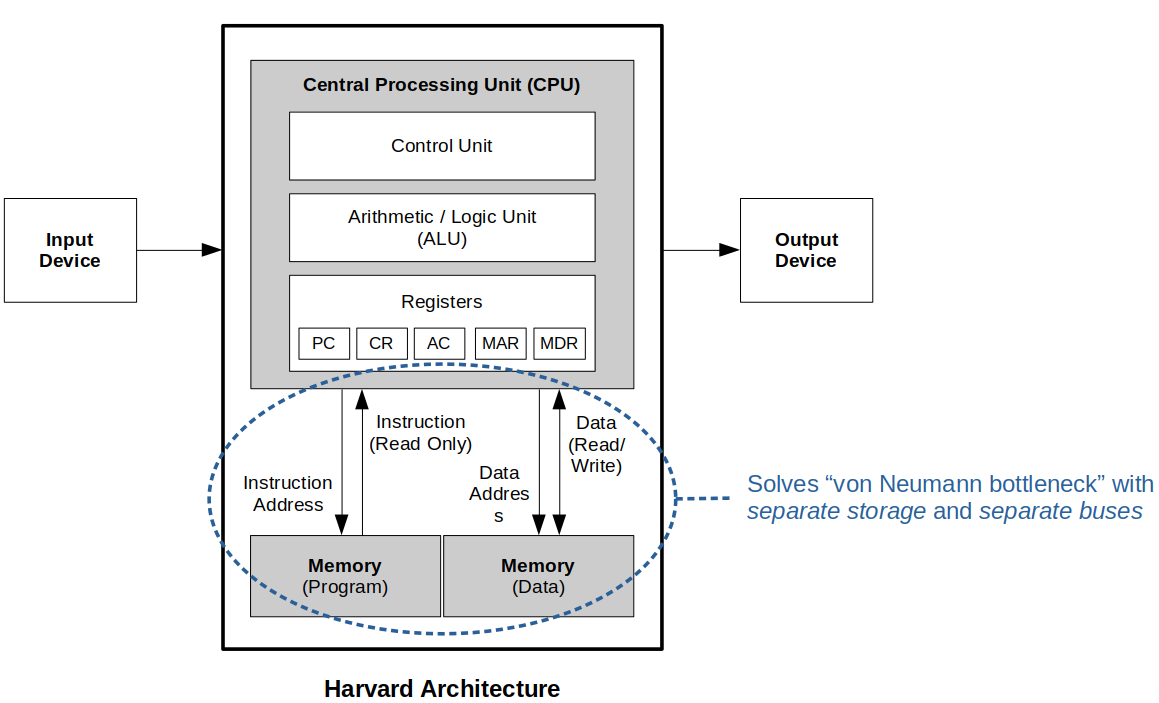 Central Processing Unit (CPU)
Control Unit
Arithmetic / Logic Unit
(ALU)
Registers
PC
CR
AC
MAR
MDR
Input
Device
Output
Device
Instruction
(Read Only)
Instruction
Address
Data
(Read/
Write)
Data
Addres
s
Solves “von Neumann bottleneck” with
separate storage and separate buses
Memory
(Program)
Memory
(Data)
Harvard Architecture